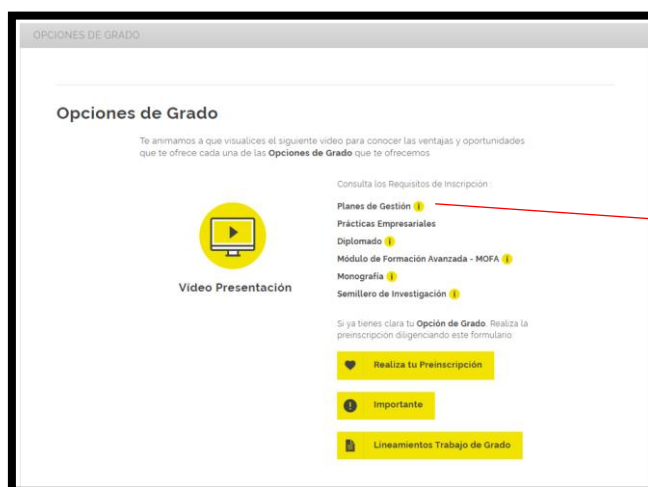 OPCIONES DE GRADO
Opciones de Grado
Te animamos a que visualices el siguiente video para conocer las ventajas y oportunidades
que te ofrece cada una de las Opciones de Grado que te ofrecemos
Vídeo Presentación
Consulta los Requisitos de Inscripción :
Planes de Gestión i
Prácticas Empresariales
Diplomado i
Módulo de Formación Avanzada - MOFA i
Monografía i
Semillero de Investigación i
Si ya tienes clara tu Opción de Grado. Realiza la
preinscripción diligenciando este formulario:
Realiza tu Preinscripción
Importante
Lineamientos Trabajo de Grado